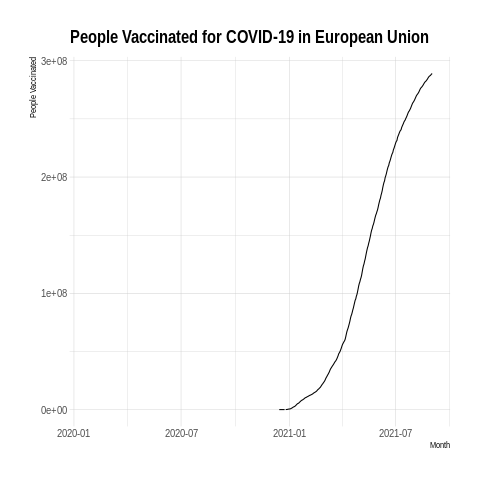 People Vaccinated for COVID-19 in European Union
People Vaccinated
3e+08
2e+08
1e+08
0e+00
2020-01 2020-07 2021-01 2021-07
Month